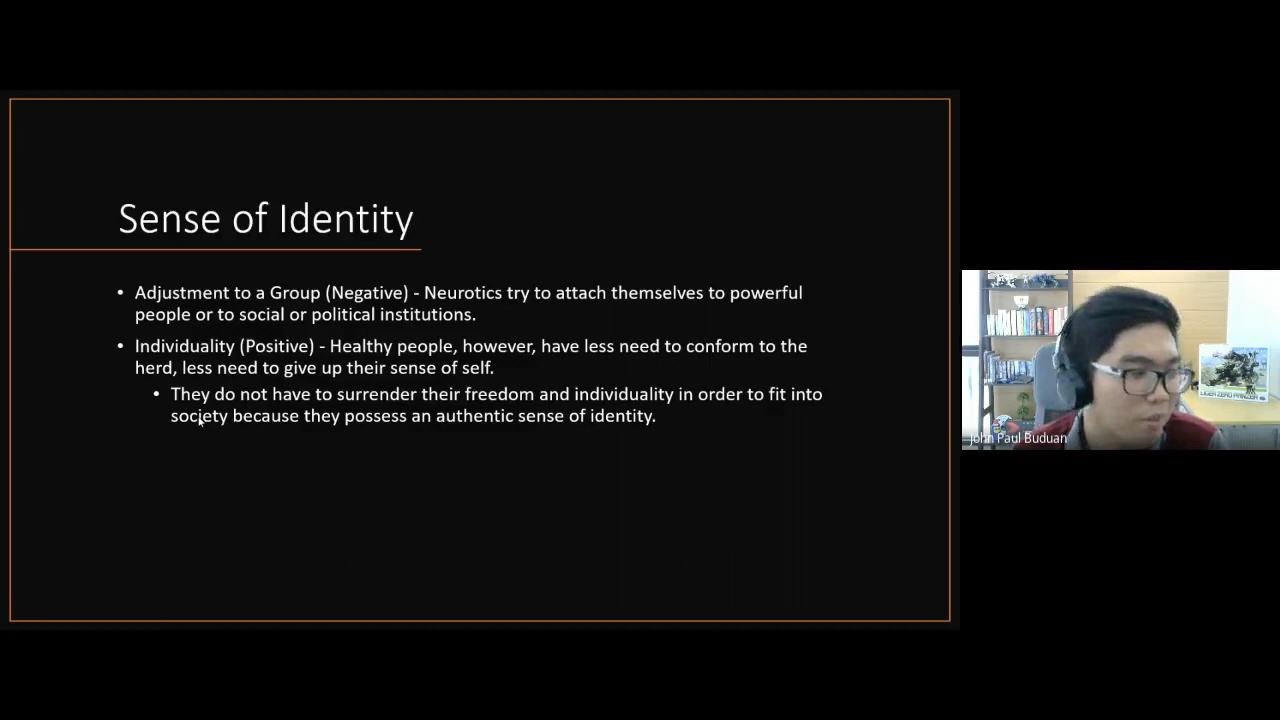 Sense of Identity
• Adjustment to a Group (Negative) - Neurotics try to attach themselves to powerful
people or to social or political institutions.
• Individuality (Positive) - Healthy people, however, have less need to conform to the
herd, less need to give up their sense of self.
• They do not have to surrender their freedom and individuality in order to fit into
society because they possess an authentic sense of identity.
LIGER ZERO PANZER
John Paul Buduan